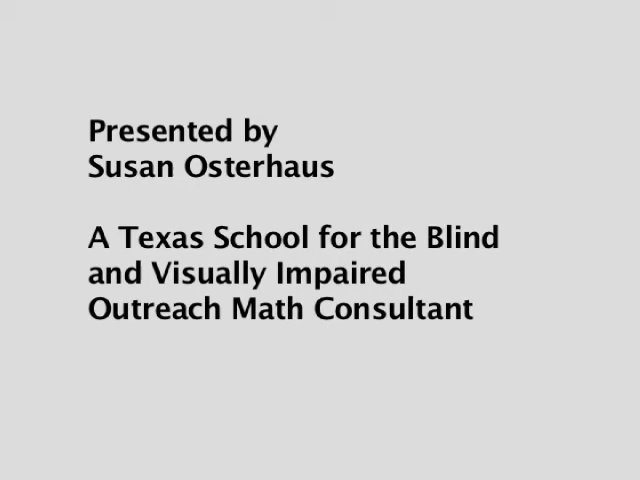 Presented by
Susan Osterhaus
A Texas School for the Blind
and Visually Impaired
Outreach Math Consultant